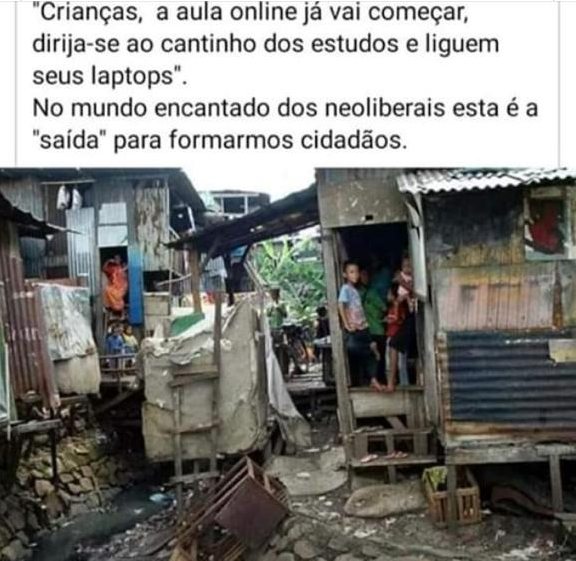 "Crianças, a aula online já vai começar,
dirija-se ao cantinho dos estudos e liguem
seus laptops".
No mundo encantado dos neoliberais esta é a
"saída" para formarmos cidadãos.